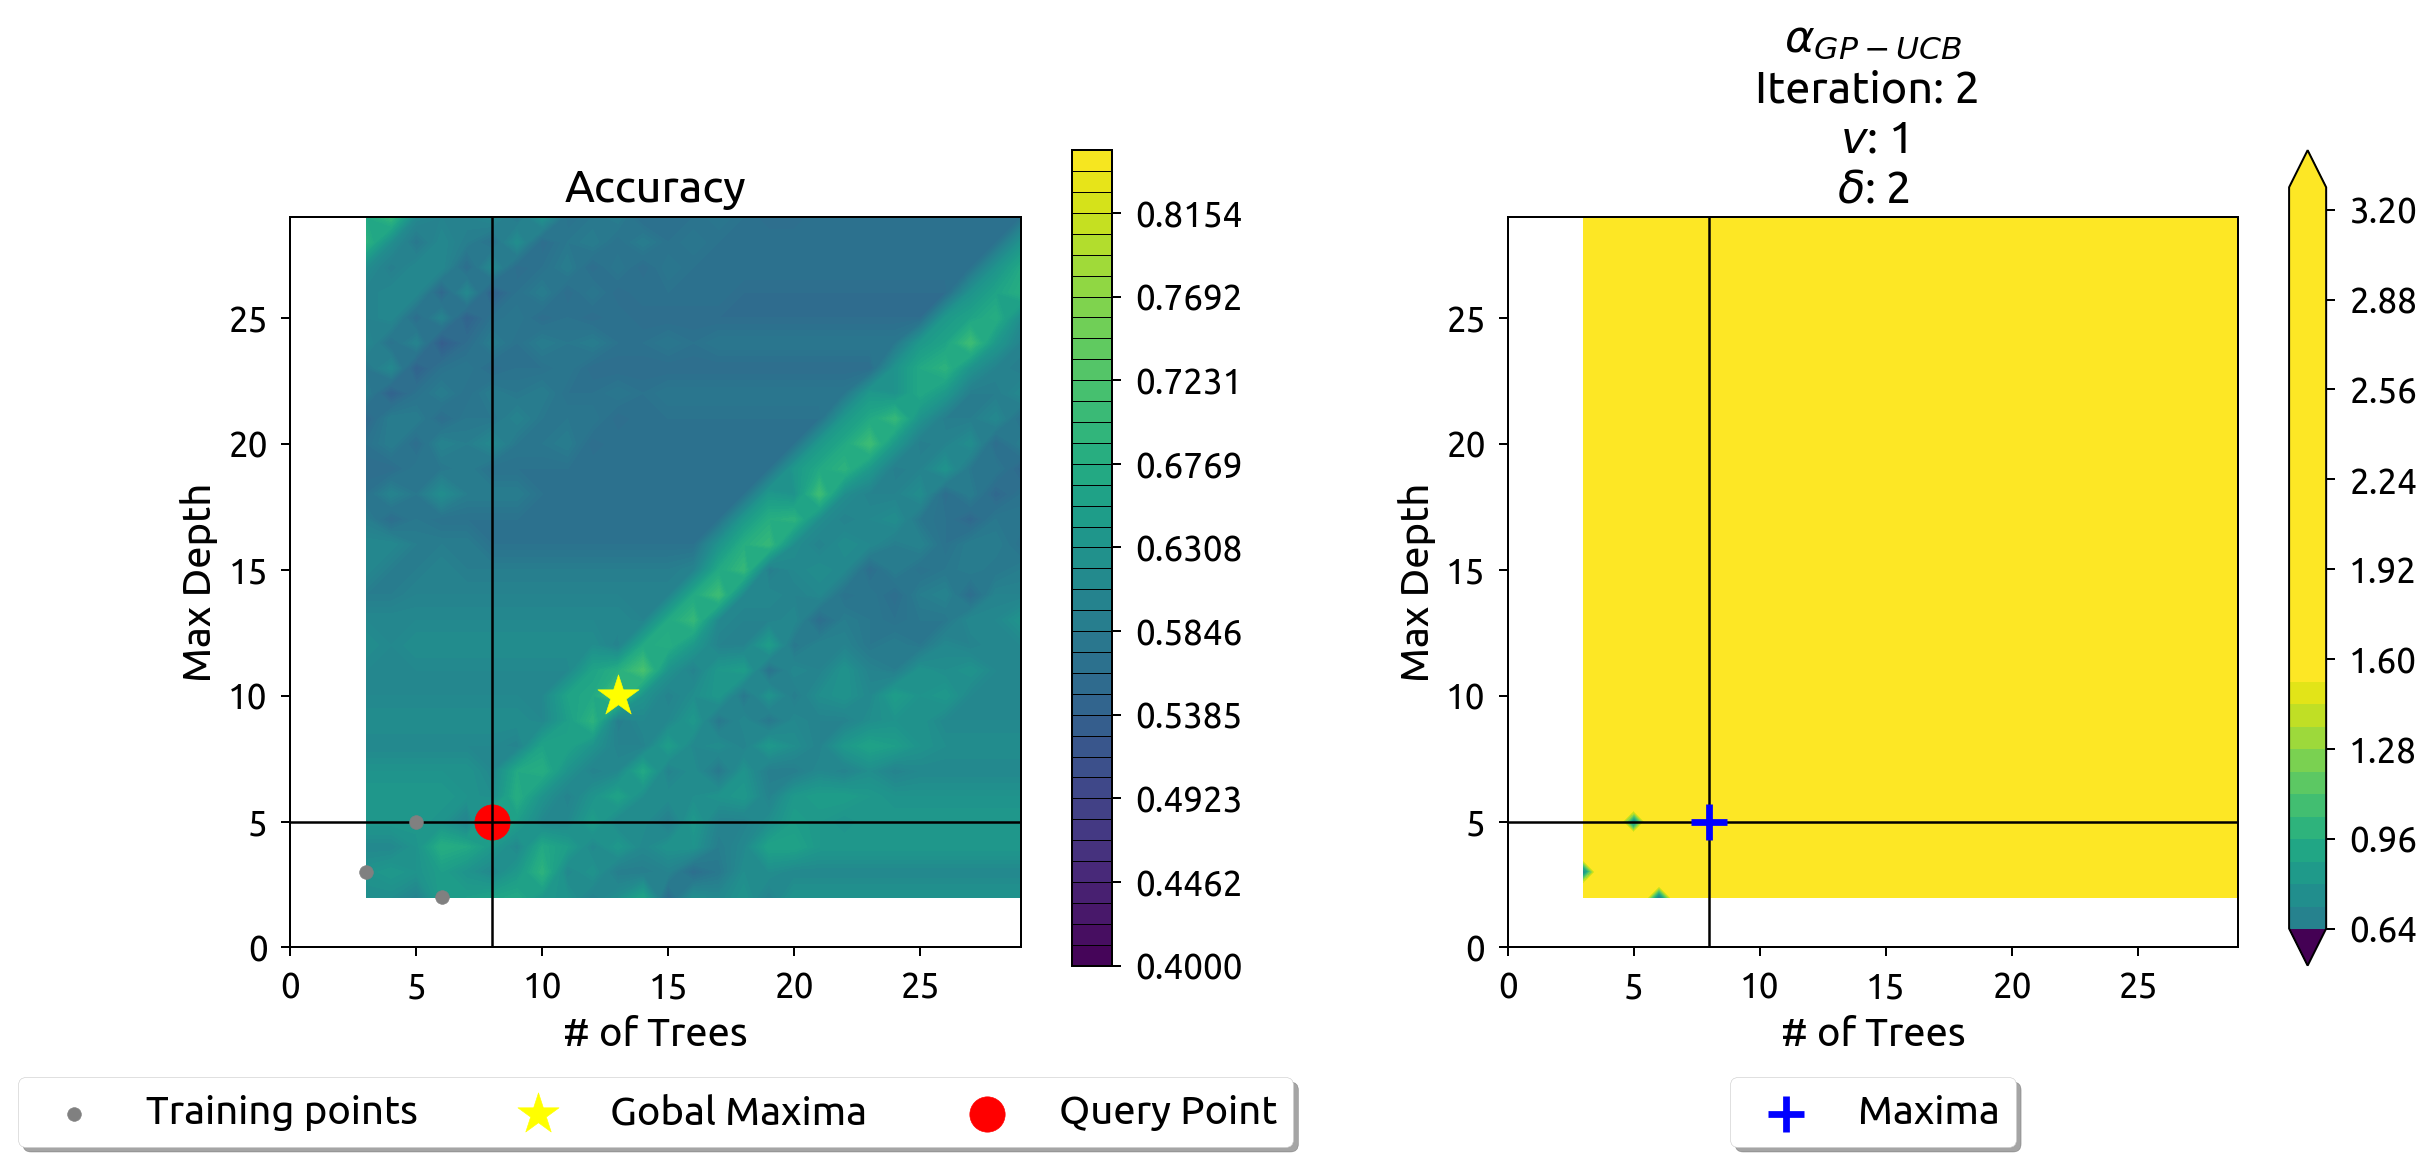 Accuracy
Max Depth
25
20
15
10
5
0
0 5 10 15 20 25
# of Trees
0.8154
0.7692
0.7231
0.6769
0.6308
0.5846
0.5385
0.4923
0.4462
0.4000
Training points
Gobal Maxima
Query Point
α_GP − UCB
Iteration: 2
ν: 1
δ: 2
Max Depth
25
20
15
10
5
0
0 5 10 15 20 25
# of Trees
3.20
2.88
2.56
2.24
1.92
1.60
1.28
0.96
0.64
Maxima